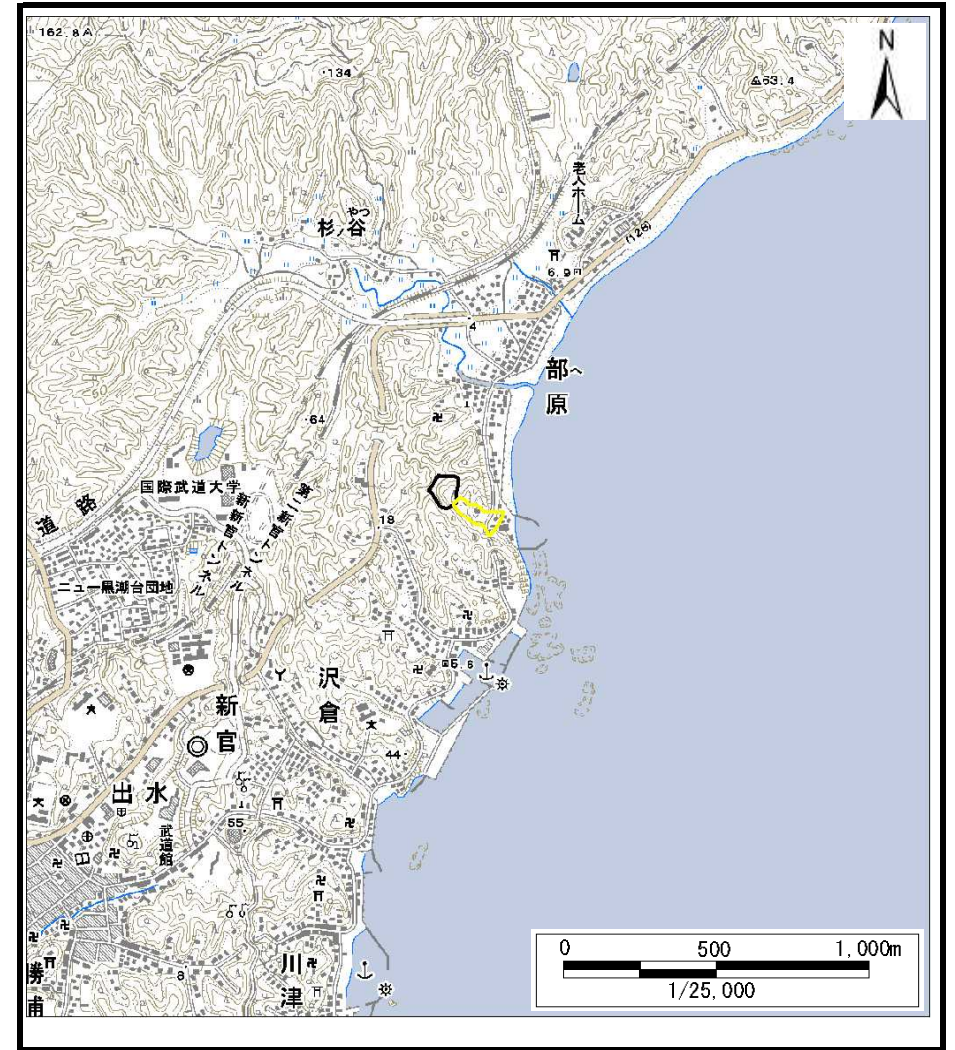 162.8
N
134
63.4
老人ホーム
やつ
杉ノ谷
(128)
6.9
4
部へ
原
64
国際武道大学
道路
第二新官トンネル
新新官トンネル
18
ニュー黒潮台団地
沢倉
5.6
新官
44
出水
55
武道館
川津
8
勝浦
0 500 1,000m
1/25,000